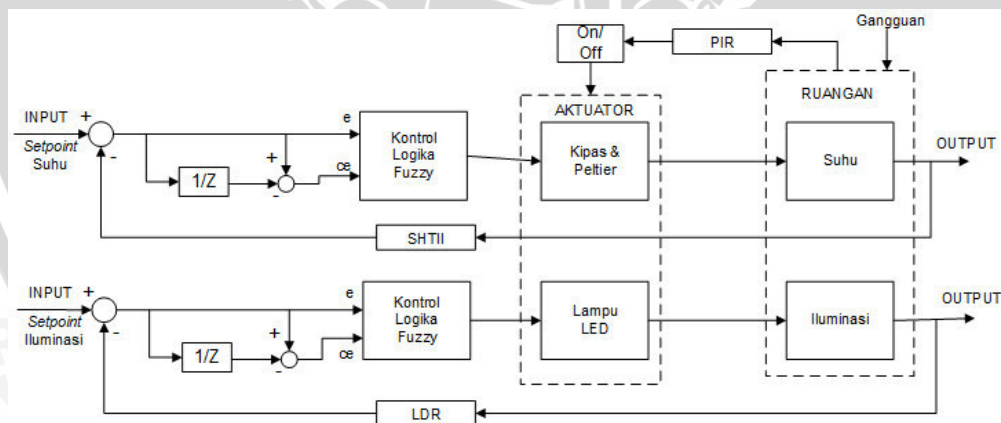 On/
Off
PIR
Gangguan
AKTUATOR
RUANGAN
INPUT +
Setpoint
Suhu
-
e
+
ce
-
1/Z
Kontrol
Logika
Fuzzy
Kipas &
Peltier
Suhu
OUTPUT
SHTII
INPUT +
Setpoint
Iluminasi
-
e
+
ce
-
1/Z
Kontrol
Logika
Fuzzy
Lampu
LED
Iluminasi
OUTPUT
LDR